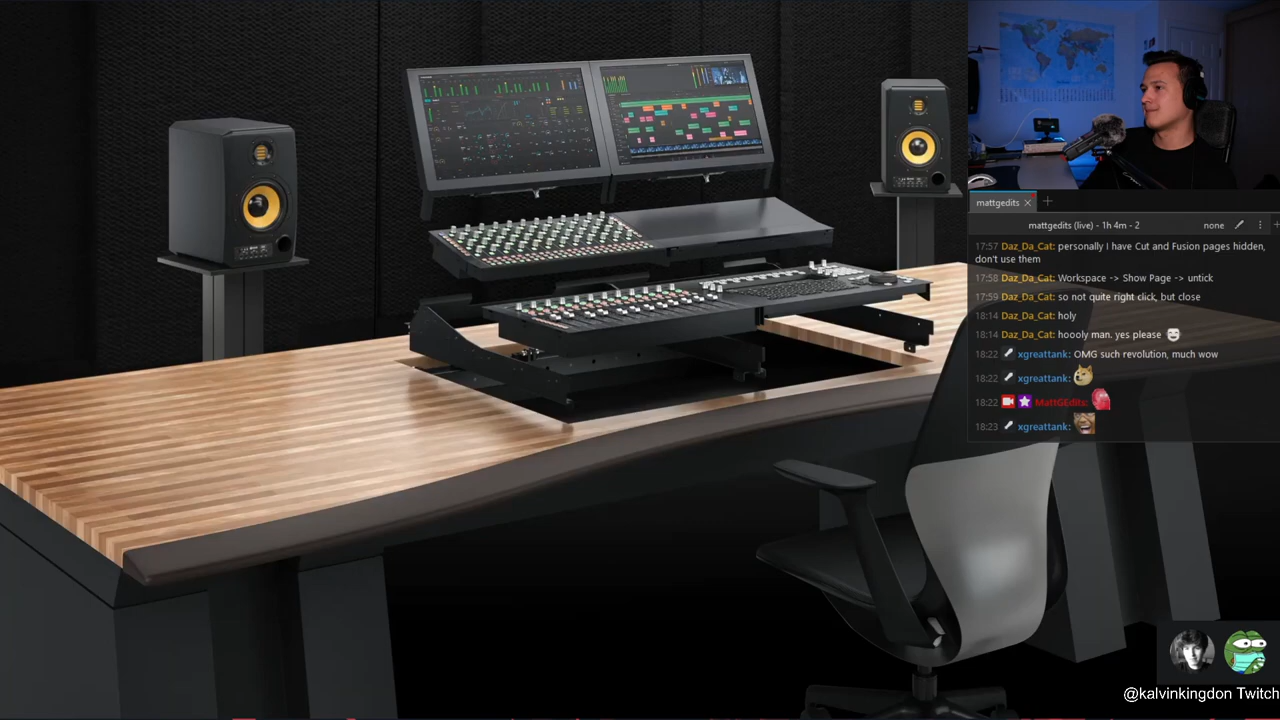 mattgedits
mattgedits (live) - 1h 4m - 2
none
17:57 Daz_Da_Cat: personally I have Cut and Fusion pages hidden,
don't use them
17:58 Daz_Da_Cat: Workspace -> Show Page -> untick
17:59 Daz_Da_Cat: so not quite right click, but close
18:14 Daz_Da_Cat: holy
18:14 Daz_Da_Cat: hoooly man. yes please
18:22 xgreattank: OMG such revolution, much wow
18:22 xgreattank:
18:22 MattGEdits:
18:23 xgreattank:
@kalvinkingdon Twitch